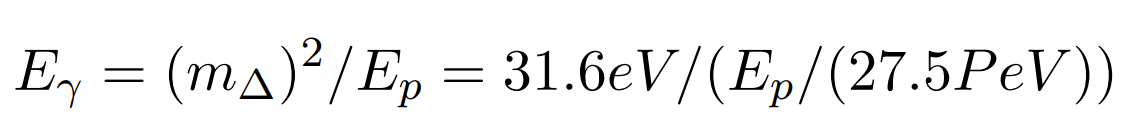 E_γ = (m_Δ)^2/E_p = 31.6eV/(E_p/(27.5PeV))